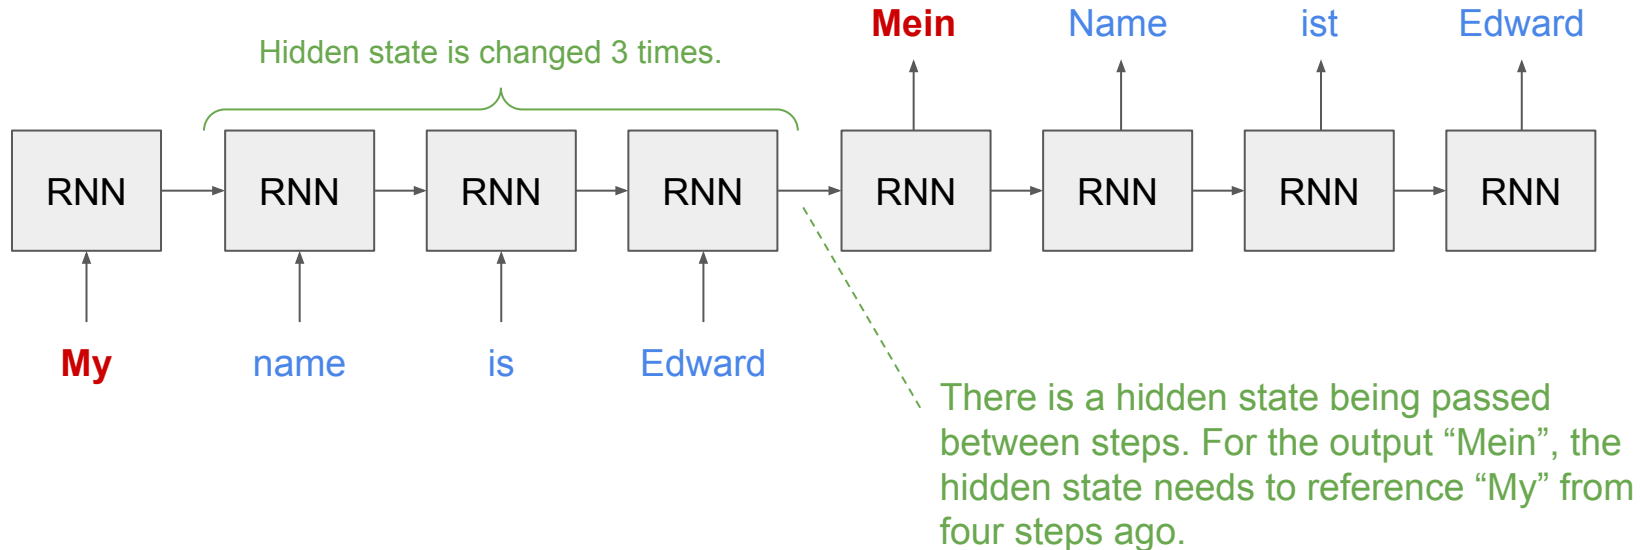 Mein Name ist Edward
Hidden state is changed 3 times.
RNN RNN RNN RNN RNN RNN RNN RNN
My name is Edward
There is a hidden state being passed
between steps. For the output “Mein”, the
hidden state needs to reference “My” from
four steps ago.